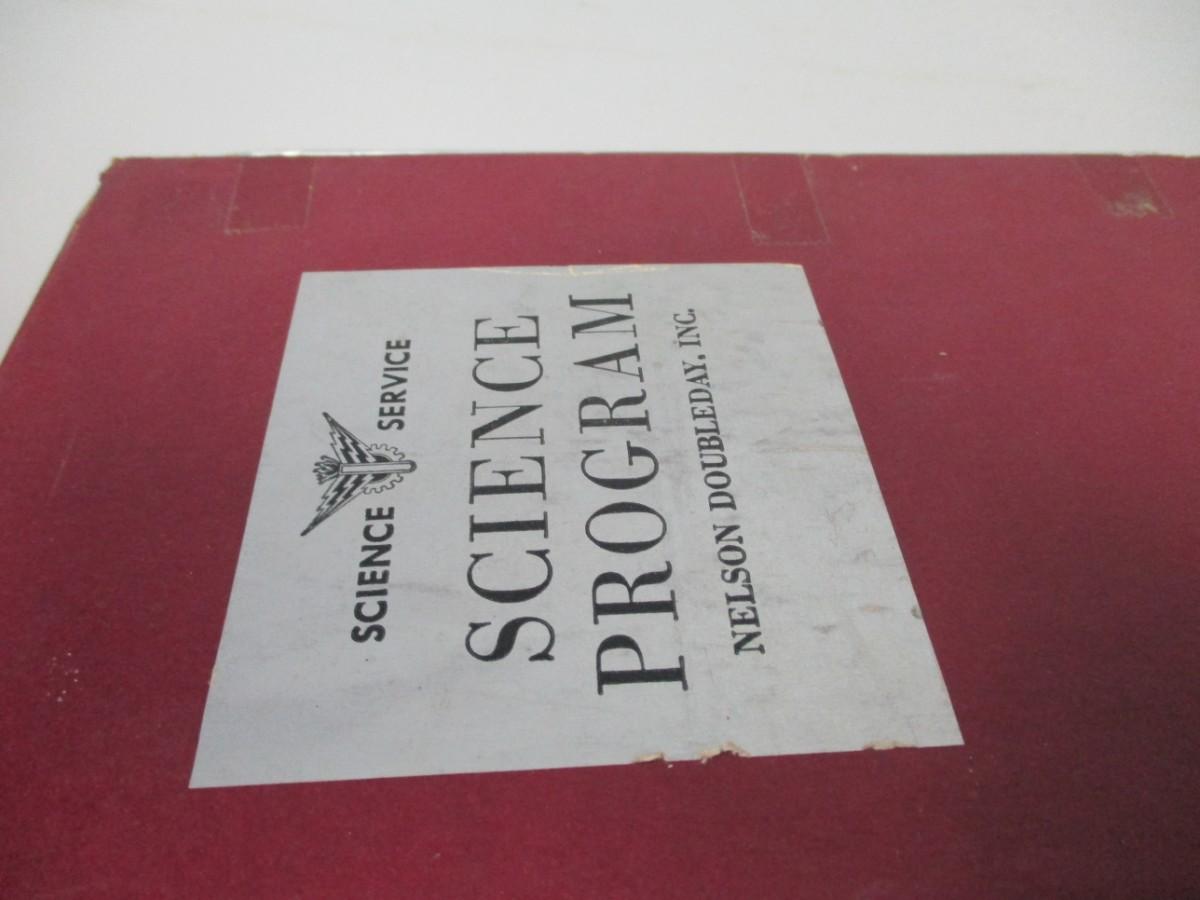 SCIENCE SERVICE
SCIENCE
PROGRAM
NELSON DOUBLEDAY, INC.